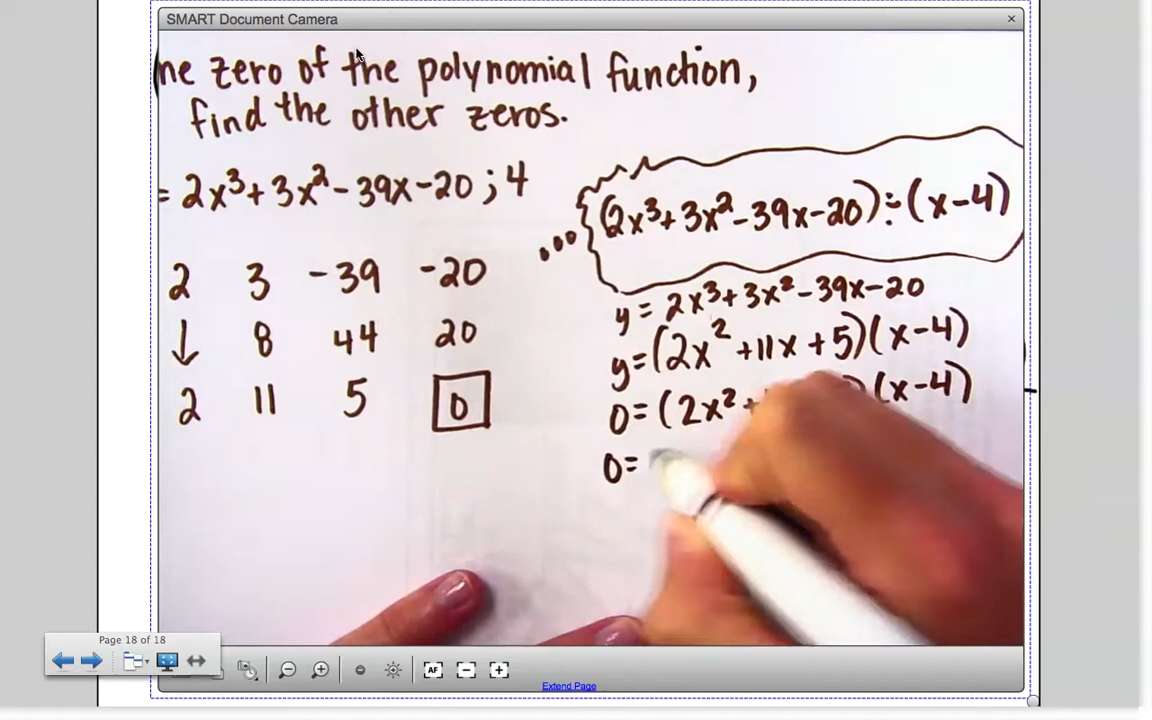 SMART Document Camera
ne zero of the polynomial function,
find the other zeros.
= 2x³+3x²-39x-20 ; 4
(2x³+3x²-39x-20)÷(x-4)
2 3 -39 -20
↓ 8 44 20
2 11 5 0
y = 2x³+3x²-39x-20
y=(2x²+11x+5)(x-4)
0=(2x²+ )(x-4)
0=
Page 18 of 18
AF
Extend Page